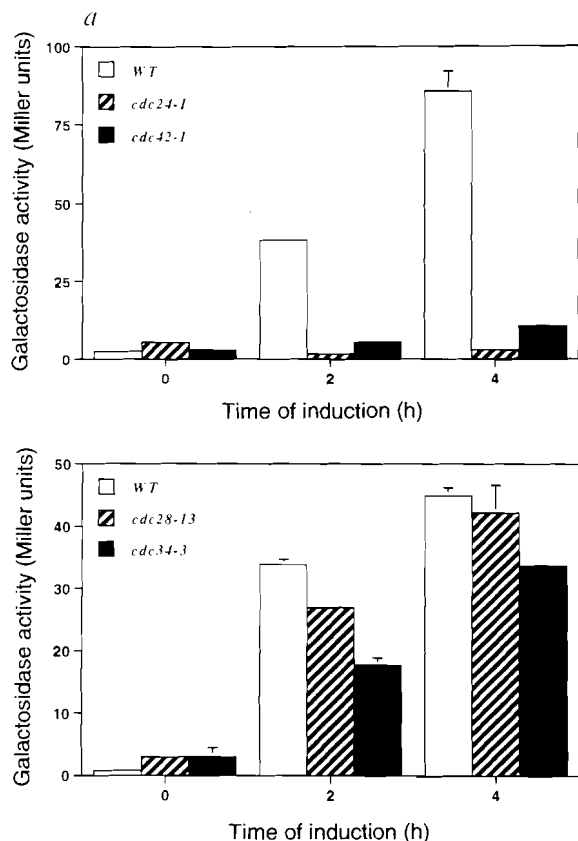 a
Galactosidase activity (Miller units)
100
75
50
25
0
WT
cdc24-1
cdc42-1
0
2
4
Time of induction (h)
Galactosidase activity (Miller units)
50
40
30
20
10
0
WT
cdc28-13
cdc34-3
0
2
4
Time of induction (h)